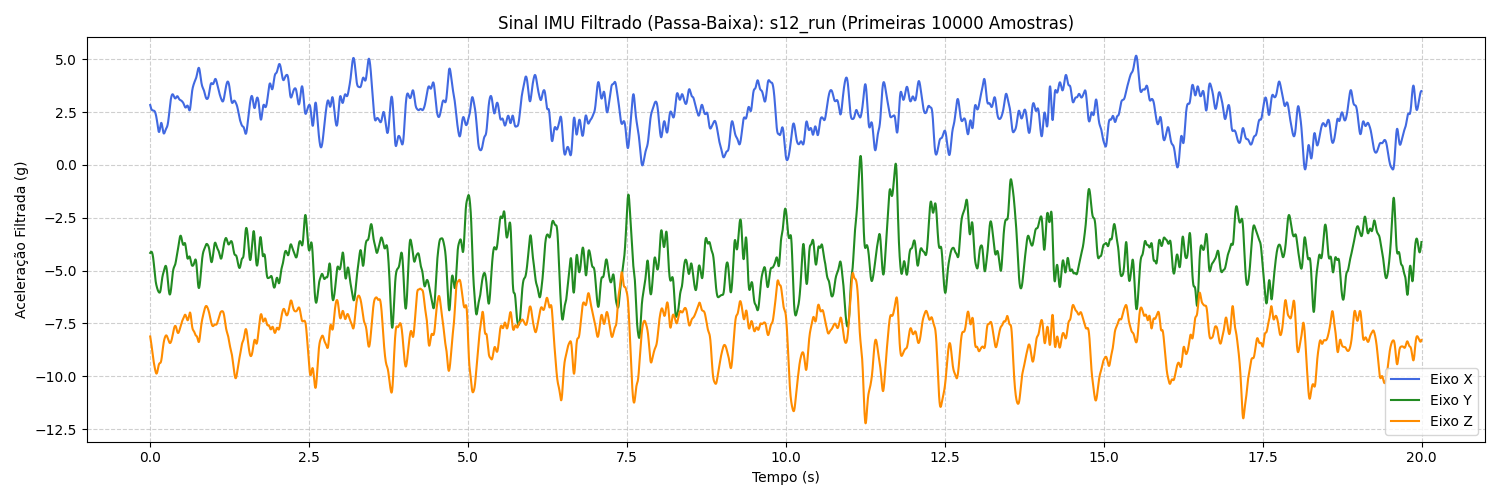 Sinal IMU Filtrado (Passa-Baixa): s12_run (Primeiras 10000 Amostras)
Aceleração Filtrada (g)
5.0
2.5
0.0
−2.5
−5.0
−7.5
−10.0
−12.5
0.0 2.5 5.0 7.5 10.0 12.5 15.0 17.5 20.0
Tempo (s)
Eixo X
Eixo Y
Eixo Z